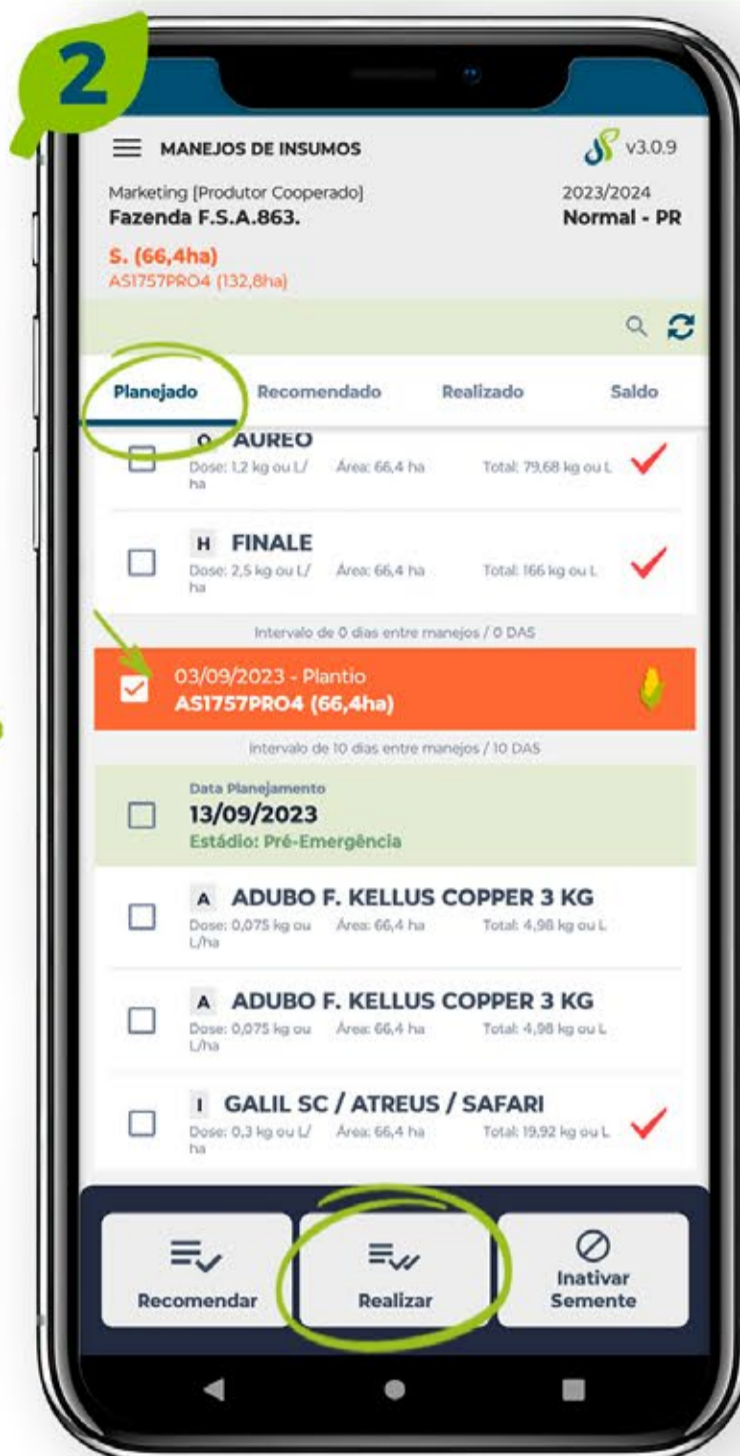 2
MANEJOS DE INSUMOS
v3.0.9
Marketing [Produtor Cooperado]
2023/2024
Fazenda F.S.A.863.
Normal - PR
S. (66,4ha)
AS1757PRO4 (132,8ha)
Planejado
Recomendado
Realizado
Saldo
O AUREO
Dose: 1,2 kg ou L/
ha
Área: 66,4 ha
Total: 79,68 kg ou L
H FINALE
Dose: 2,5 kg ou L/
ha
Área: 66,4 ha
Total: 166 kg ou L
Intervalo de 0 dias entre manejos / 0 DAS
03/09/2023 - Plantio
AS1757PRO4 (66,4ha)
Intervalo de 10 dias entre manejos / 10 DAS
Data Planejamento
13/09/2023
Estádio: Pré-Emergência
A ADUBO F. KELLUS COPPER 3 KG
Dose: 0,075 kg ou
L/ha
Área: 66,4 ha
Total: 4,98 kg ou L
A ADUBO F. KELLUS COPPER 3 KG
Dose: 0,075 kg ou
L/ha
Área: 66,4 ha
Total: 4,98 kg ou L
I GALIL SC / ATREUS / SAFARI
Dose: 0,3 kg ou L/
ha
Área: 66,4 ha
Total: 19,92 kg ou L
Recomendar
Realizar
Inativar
Semente